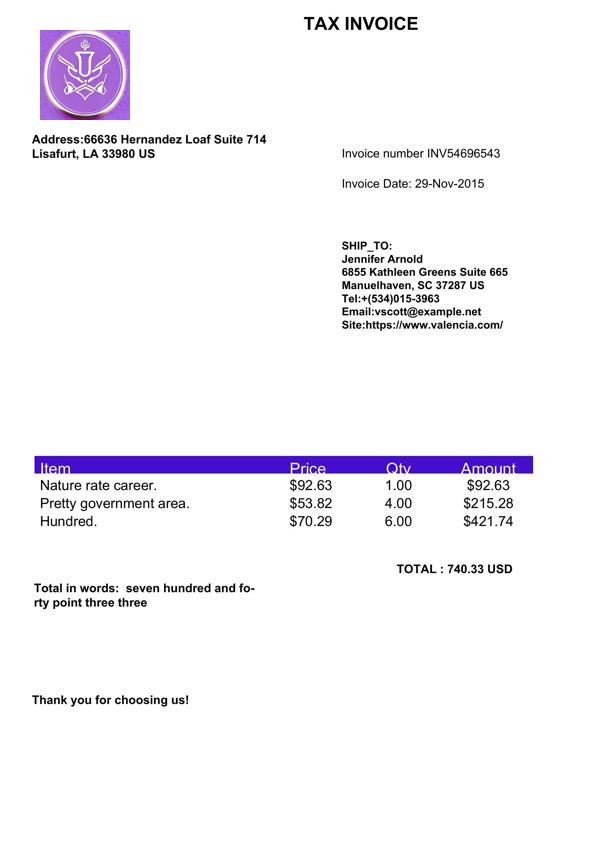 TAX INVOICE
Address:66636 Hernandez Loaf Suite 714
Lisafurt, LA 33980 US
Invoice number INV54696543
Invoice Date: 29-Nov-2015
SHIP_TO:
Jennifer Arnold
6855 Kathleen Greens Suite 665
Manuelhaven, SC 37287 US
Tel:+(534)015-3963
Email:vscott@example.net
Site:https://www.valencia.com/
Item Price Qty Amount
Nature rate career. $92.63 1.00 $92.63
Pretty government area. $53.82 4.00 $215.28
Hundred. $70.29 6.00 $421.74
TOTAL : 740.33 USD
Total in words:  seven hundred and fo-
rty point three three
Thank you for choosing us!